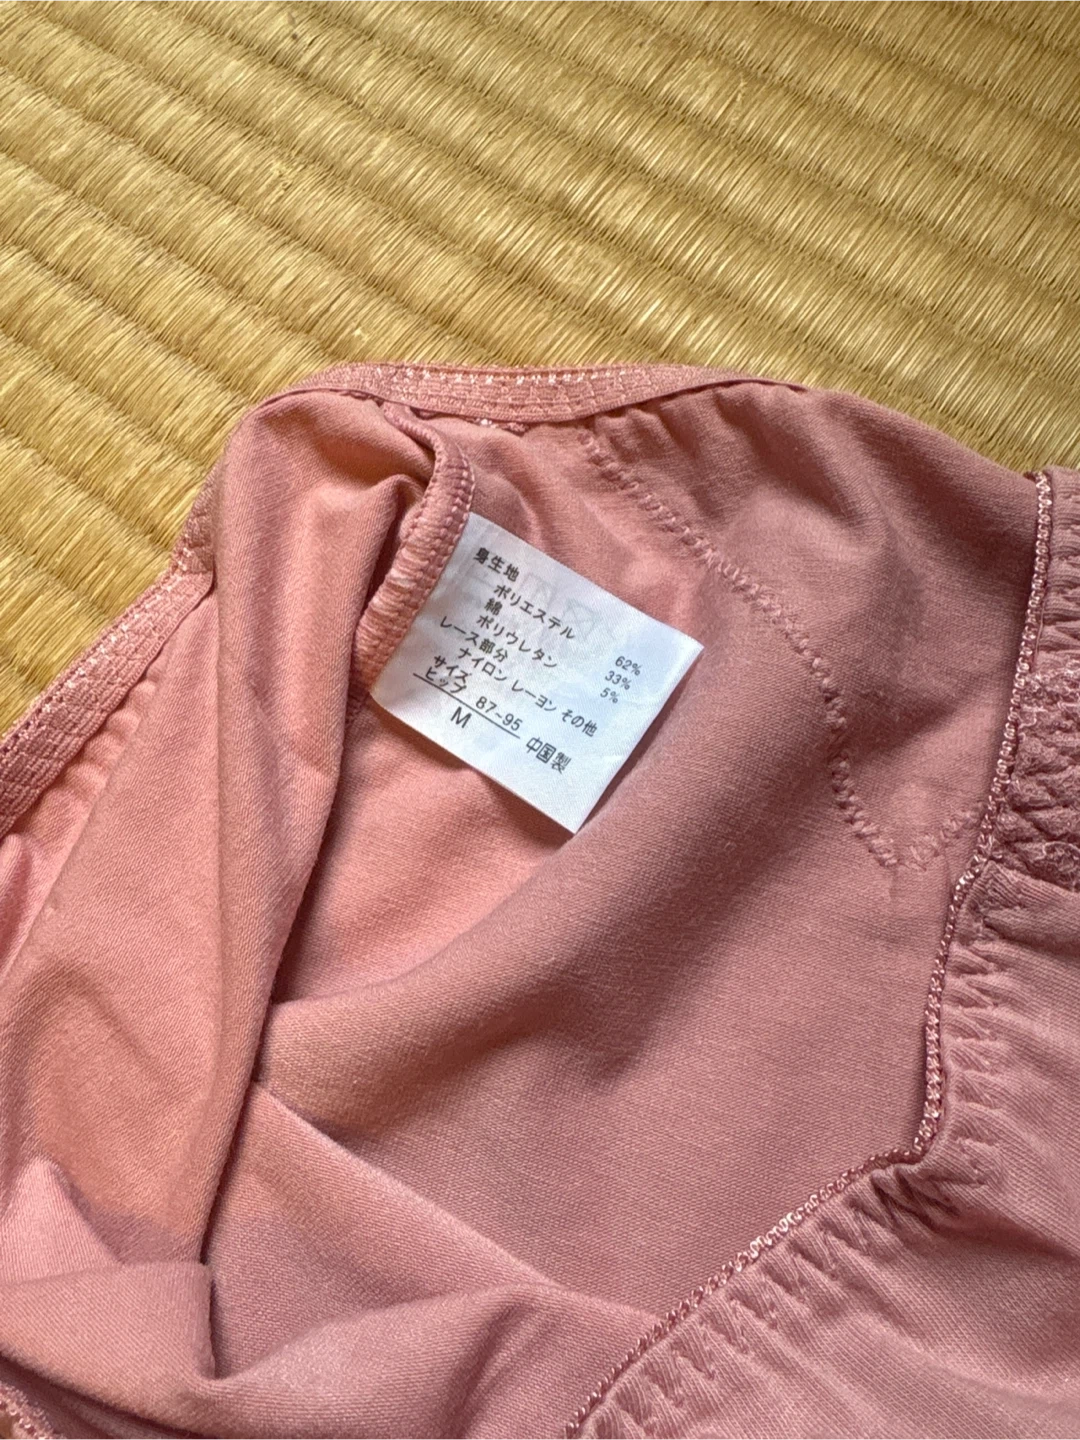 身生地
ポリエステル 62%
綿 33%
ポリウレタン 5%
レース部分
ナイロン レーヨン その他
サイズ
ヒップ 87~95
M 中国製